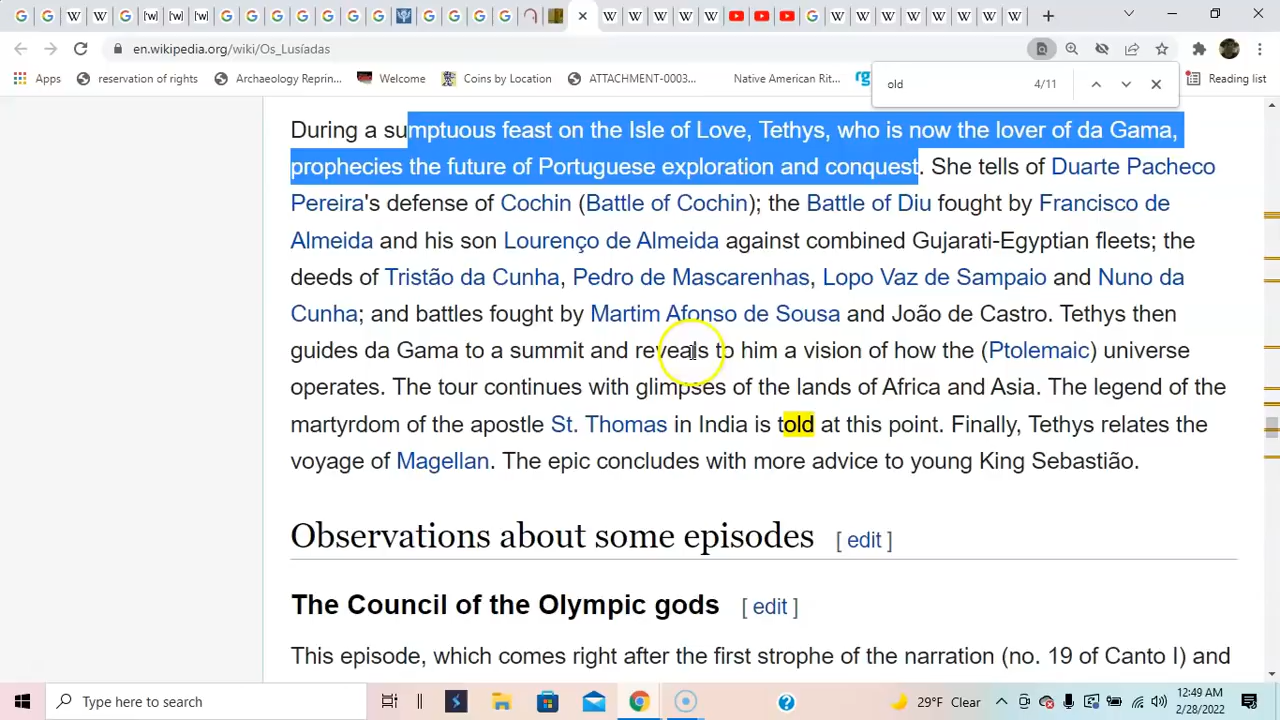 en.wikipedia.org/wiki/Os_Lusíadas
Apps reservation of rights Archaeology Reprin... Welcome Coins by Location ATTACHMENT-0003... Native American Rit... rg Reading list
old 4/11
During a sumptuous feast on the Isle of Love, Tethys, who is now the lover of da Gama,
prophecies the future of Portuguese exploration and conquest. She tells of Duarte Pacheco
Pereira's defense of Cochin (Battle of Cochin); the Battle of Diu fought by Francisco de
Almeida and his son Lourenço de Almeida against combined Gujarati-Egyptian fleets; the
deeds of Tristão da Cunha, Pedro de Mascarenhas, Lopo Vaz de Sampaio and Nuno da
Cunha; and battles fought by Martim Afonso de Sousa and João de Castro. Tethys then
guides da Gama to a summit and reveals to him a vision of how the (Ptolemaic) universe
operates. The tour continues with glimpses of the lands of Africa and Asia. The legend of the
martyrdom of the apostle St. Thomas in India is told at this point. Finally, Tethys relates the
voyage of Magellan. The epic concludes with more advice to young King Sebastião.
Observations about some episodes [ edit ]
The Council of the Olympic gods [ edit ]
This episode, which comes right after the first strophe of the narration (no. 19 of Canto I) and
Type here to search
29°F Clear
12:49 AM
2/28/2022